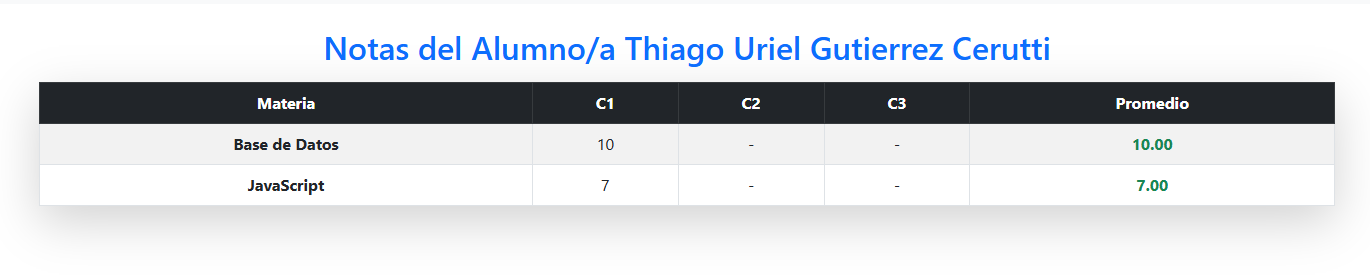 Notas del Alumno/a Thiago Uriel Gutierrez Cerutti
Materia C1 C2 C3 Promedio
Base de Datos 10 - - 10.00
JavaScript 7 - - 7.00